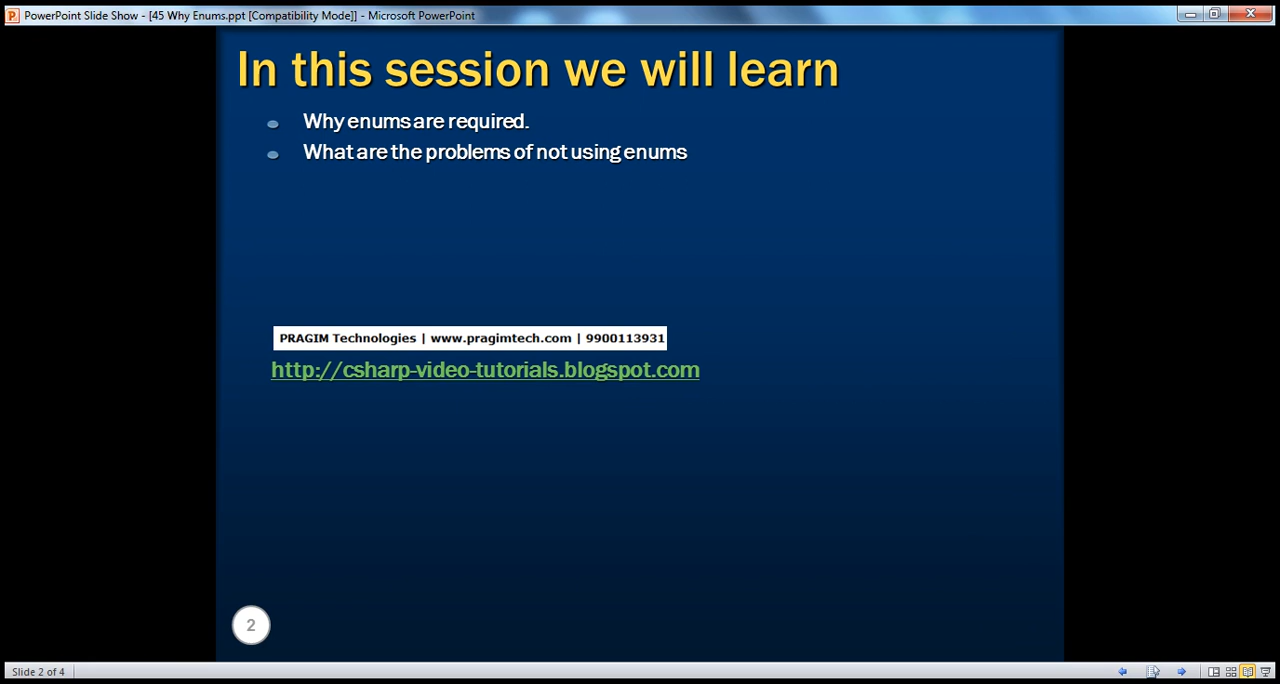 PowerPoint Slide Show - [45 Why Enums.ppt [Compatibility Mode]] - Microsoft PowerPoint
In this session we will learn
Why enums are required.
What are the problems of not using enums
PRAGIM Technologies | www.pragimtech.com | 9900113931
http://csharp-video-tutorials.blogspot.com
2
Slide 2 of 4